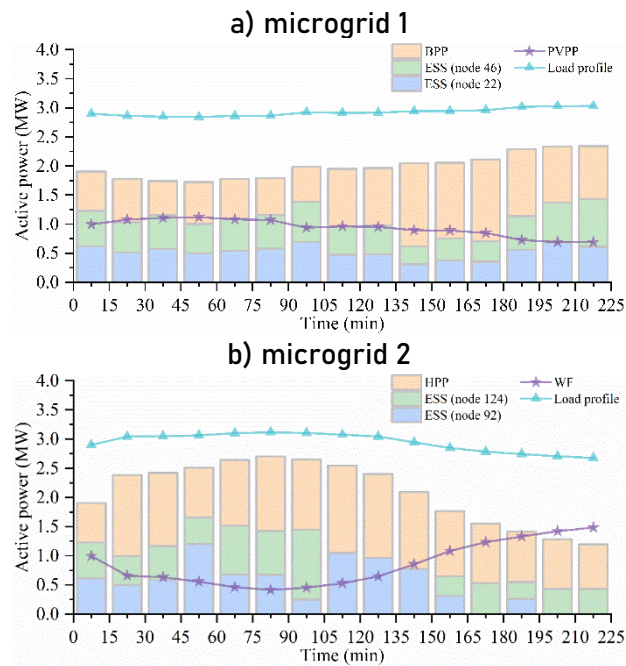 a) microgrid 1
4.0
3.5
3.0
2.5
2.0
1.5
1.0
0.5
0.0
Active power (MW)
BPP
ESS (node 46)
ESS (node 22)
PVPP
Load profile
0 15 30 45 60 75 90 105 120 135 150 165 180 195 210 225
Time (min)
b) microgrid 2
4.0
3.5
3.0
2.5
2.0
1.5
1.0
0.5
0.0
Active power (MW)
HPP
ESS (node 124)
ESS (node 92)
WF
Load profile
0 15 30 45 60 75 90 105 120 135 150 165 180 195 210 225
Time (min)